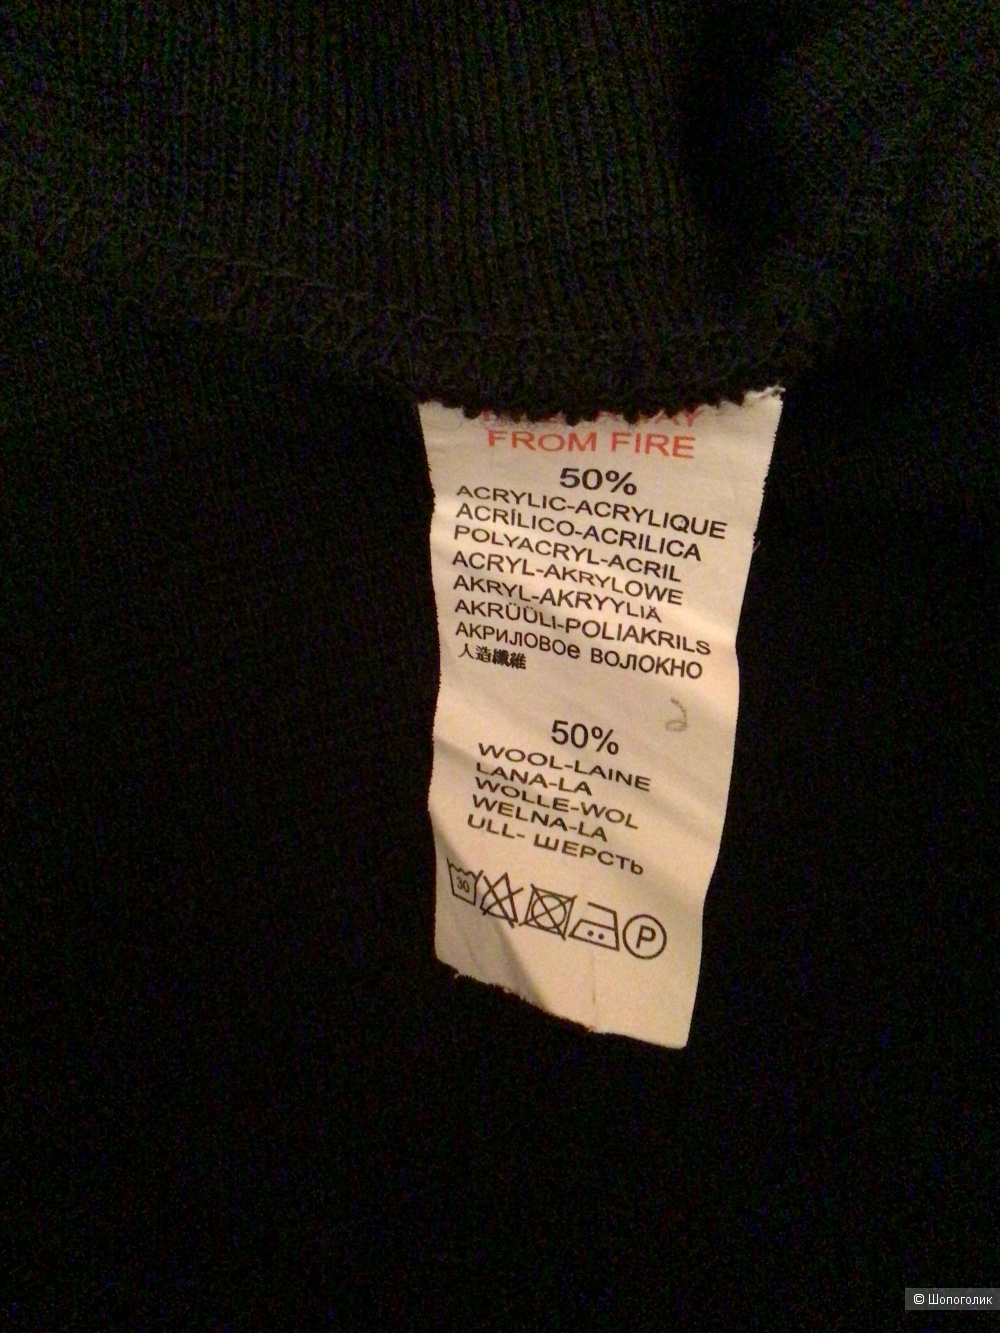 FROM FIRE
50%
ACRYLIC-ACRYLIQUE
ACRÍLICO-ACRILICA
POLYACRYL-ACRIL
ACRYL-AKRYLOWE
AKRYL-AKRYYLIÄ
AKRÜÜLI-POLIAKRILS
АКРИЛОВОе ВОЛОКНО
人造纖維
50%
WOOL-LAINE
LANA-LA
WOLLE-WOL
WELNA-LA
ULL- ШЕРСТЬ
30
P
© Шопоголик